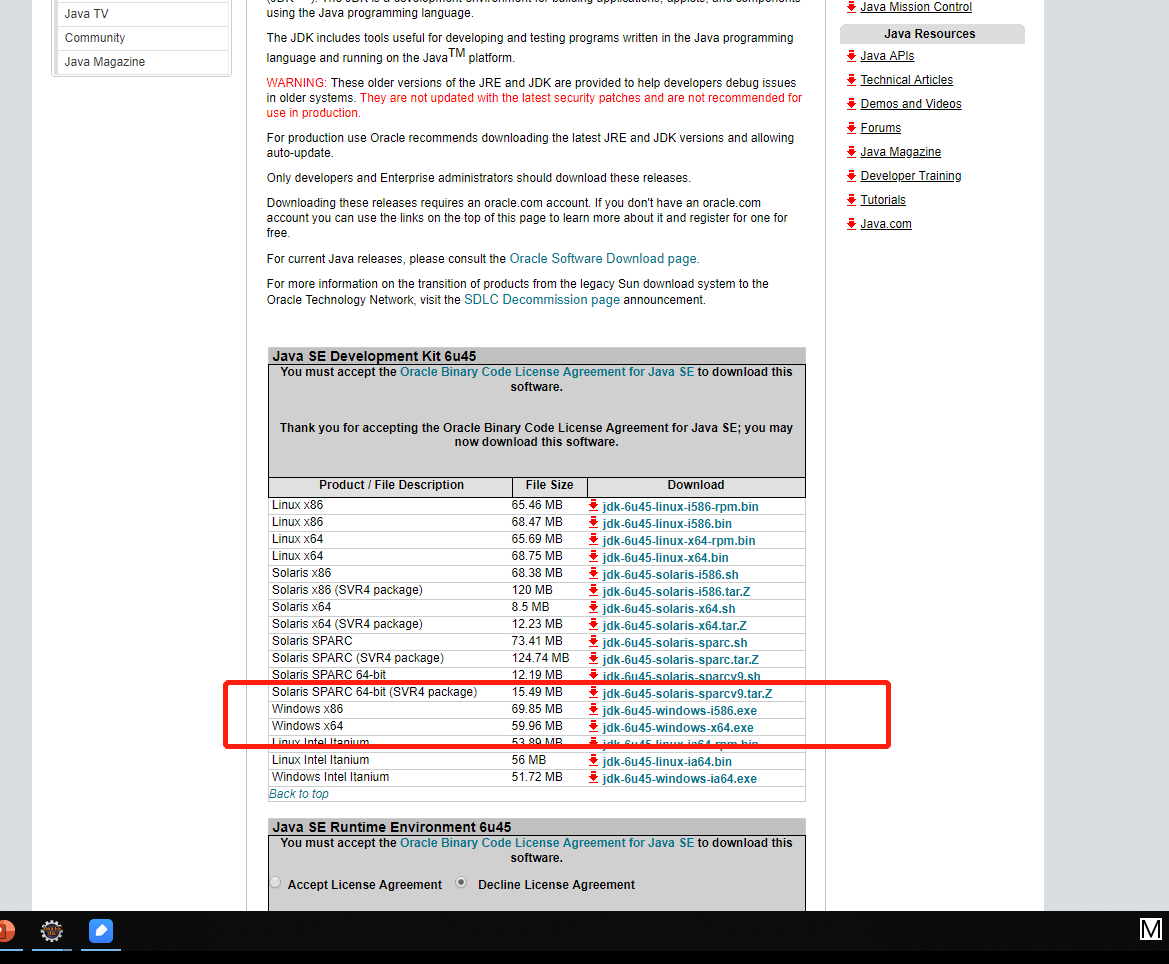 Java TV
Community
Java Magazine
using the Java programming language.
The JDK includes tools useful for developing and testing programs written in the Java programming
language and running on the Java™ platform.
WARNING: These older versions of the JRE and JDK are provided to help developers debug issues
in older systems. They are not updated with the latest security patches and are not recommended for
use in production.
For production use Oracle recommends downloading the latest JRE and JDK versions and allowing
auto-update.
Only developers and Enterprise administrators should download these releases.
Downloading these releases requires an oracle.com account. If you don't have an oracle.com
account you can use the links on the top of this page to learn more about it and register for one for
free.
For current Java releases, please consult the Oracle Software Download page.
For more information on the transition of products from the legacy Sun download system to the
Oracle Technology Network, visit the SDLC Decommission page announcement.
Java SE Development Kit 6u45
You must accept the Oracle Binary Code License Agreement for Java SE to download this
software.
Thank you for accepting the Oracle Binary Code License Agreement for Java SE; you may
now download this software.
Product / File Description File Size Download
Linux x86 65.46 MB jdk-6u45-linux-i586-rpm.bin
Linux x86 68.47 MB jdk-6u45-linux-i586.bin
Linux x64 65.69 MB jdk-6u45-linux-x64-rpm.bin
Linux x64 68.75 MB jdk-6u45-linux-x64.bin
Solaris x86 68.38 MB jdk-6u45-solaris-i586.sh
Solaris x86 (SVR4 package) 120 MB jdk-6u45-solaris-i586.tar.Z
Solaris x64 8.5 MB jdk-6u45-solaris-x64.sh
Solaris x64 (SVR4 package) 12.23 MB jdk-6u45-solaris-x64.tar.Z
Solaris SPARC 73.41 MB jdk-6u45-solaris-sparc.sh
Solaris SPARC (SVR4 package) 124.74 MB jdk-6u45-solaris-sparc.tar.Z
Solaris SPARC 64-bit 12.19 MB jdk-6u45-solaris-sparcv9.sh
Solaris SPARC 64-bit (SVR4 package) 15.49 MB jdk-6u45-solaris-sparcv9.tar.Z
Windows x86 69.85 MB jdk-6u45-windows-i586.exe
Windows x64 59.96 MB jdk-6u45-windows-x64.exe
Linux Intel Itanium 53.89 MB jdk-6u45-linux-ia64-rpm.bin
Linux Intel Itanium 56 MB jdk-6u45-linux-ia64.bin
Windows Intel Itanium 51.72 MB jdk-6u45-windows-ia64.exe
Back to top
Java SE Runtime Environment 6u45
You must accept the Oracle Binary Code License Agreement for Java SE to download this
software.
Accept License Agreement Decline License Agreement
Java Mission Control
Java Resources
Java APIs
Technical Articles
Demos and Videos
Forums
Java Magazine
Developer Training
Tutorials
Java.com
M